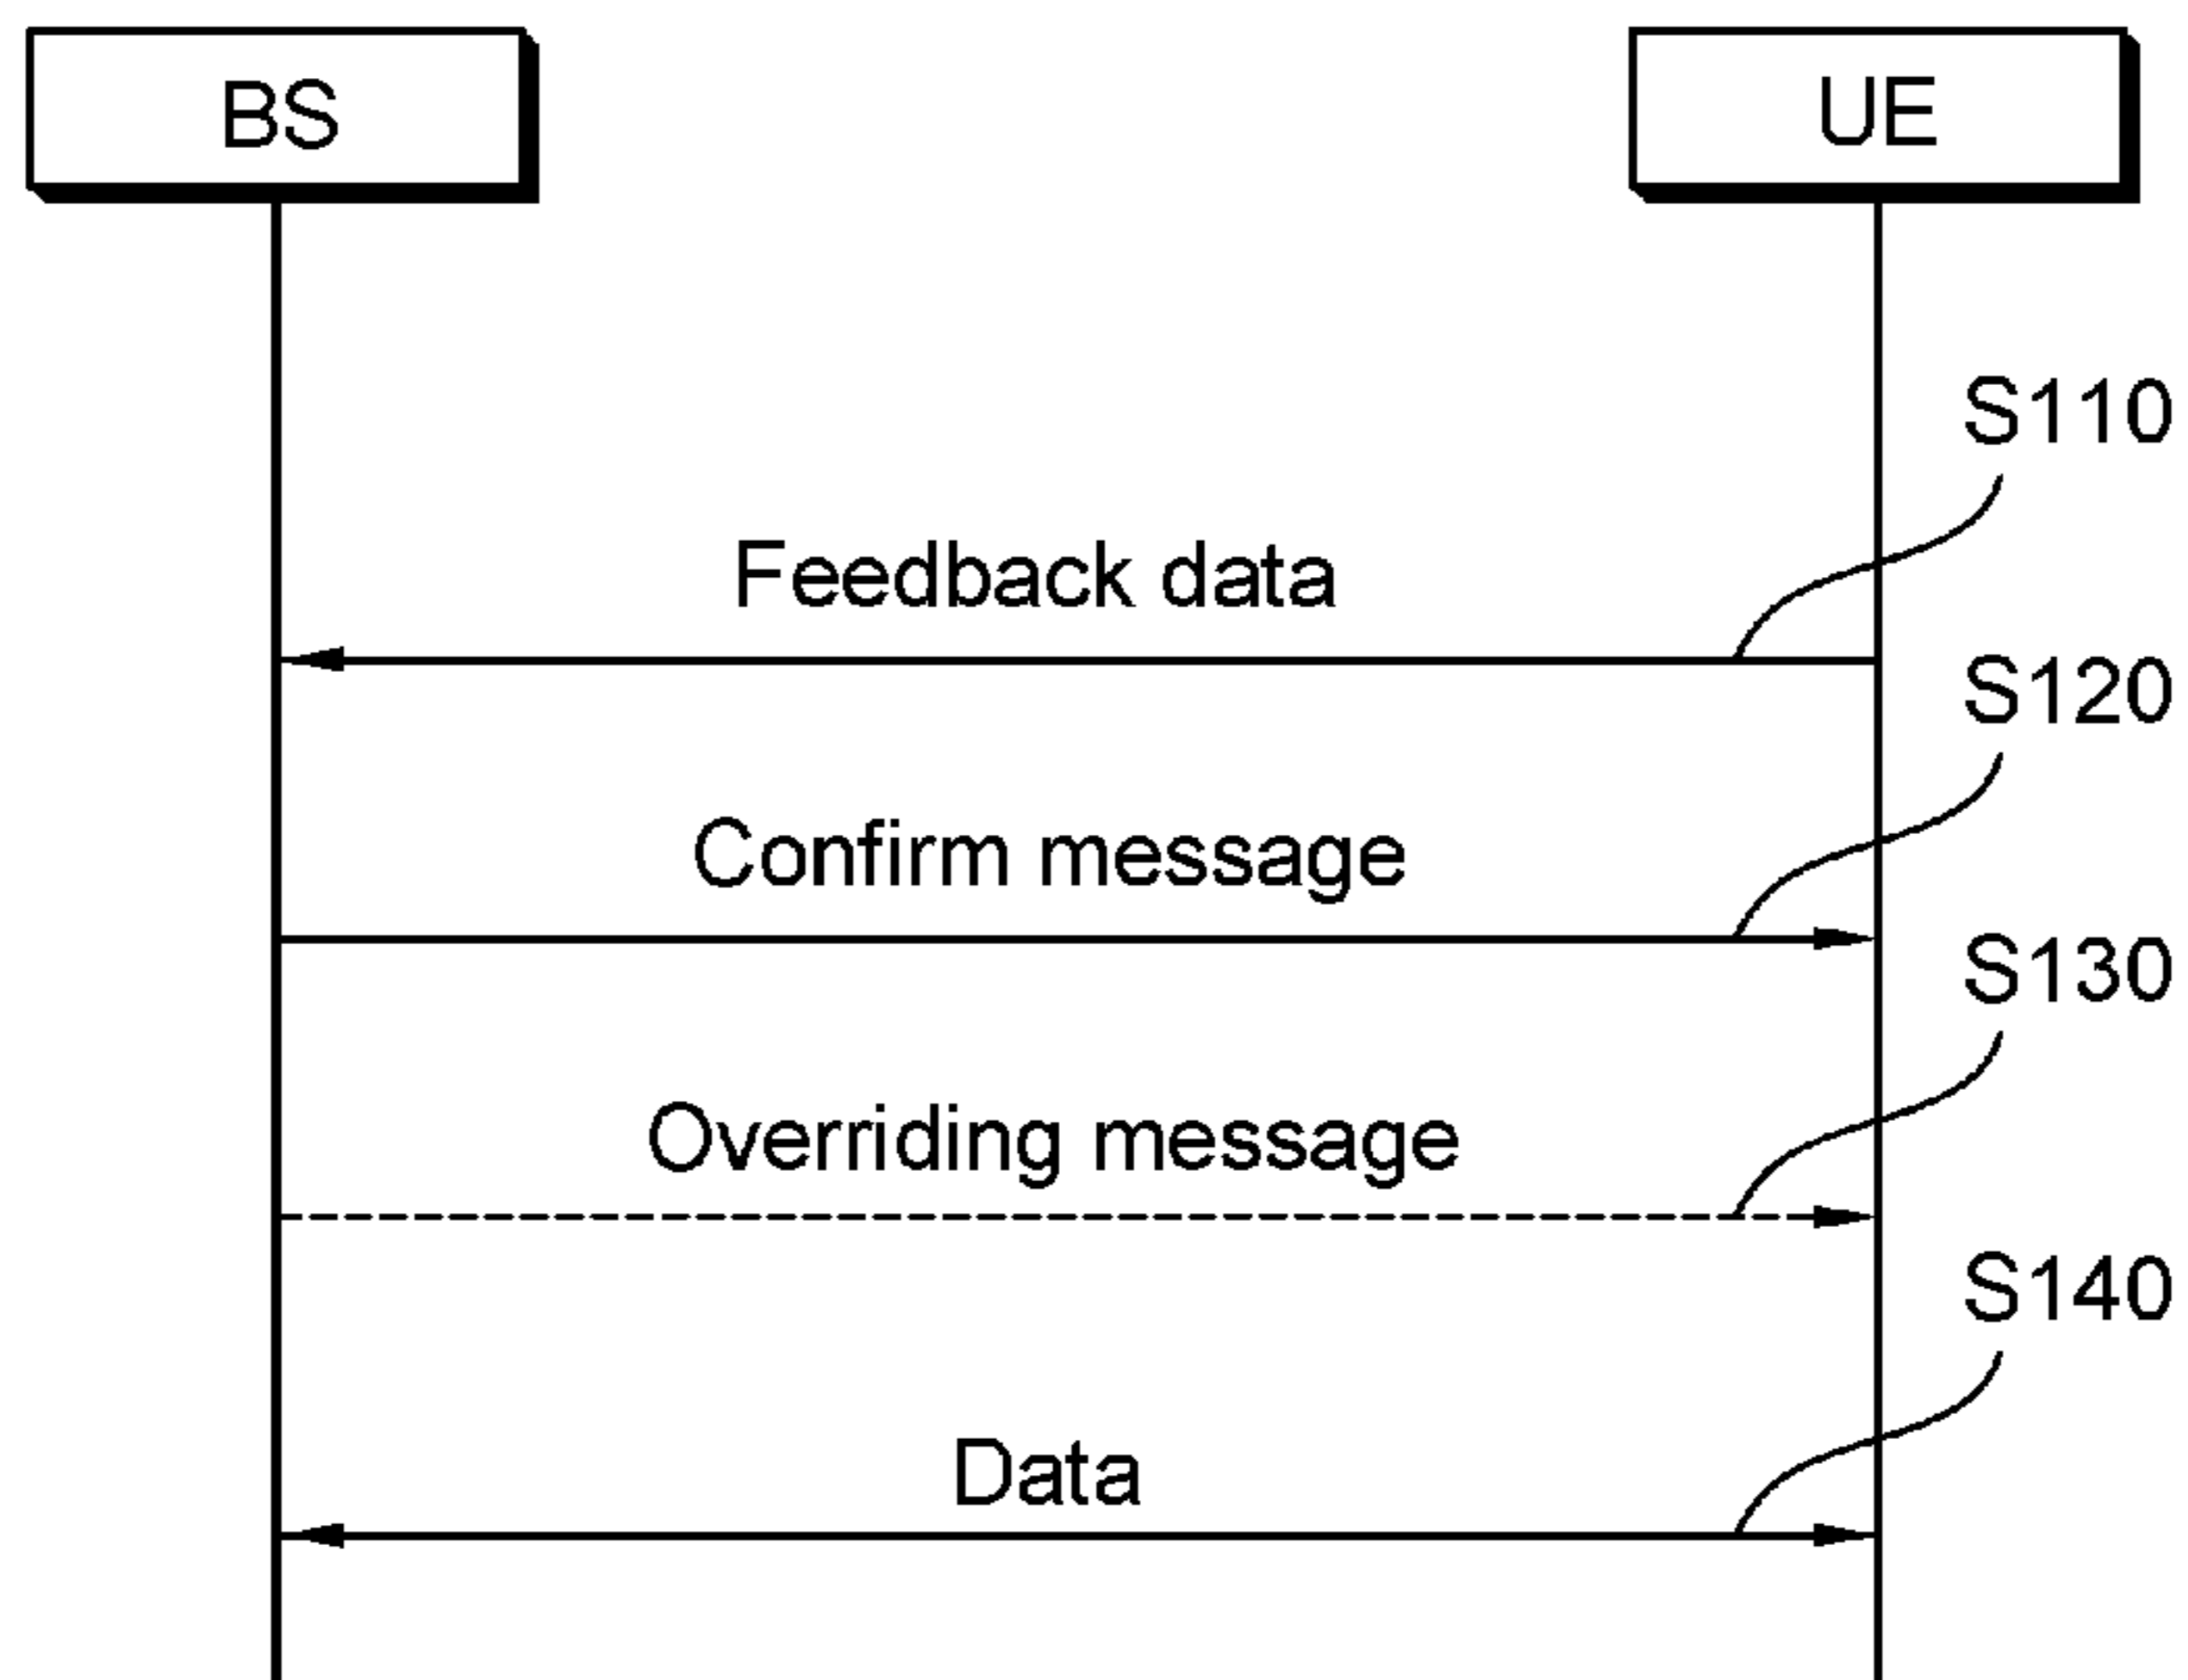 BS
UE
S110
Feedback data
S120
Confirm message
S130
Overriding message
S140
Data